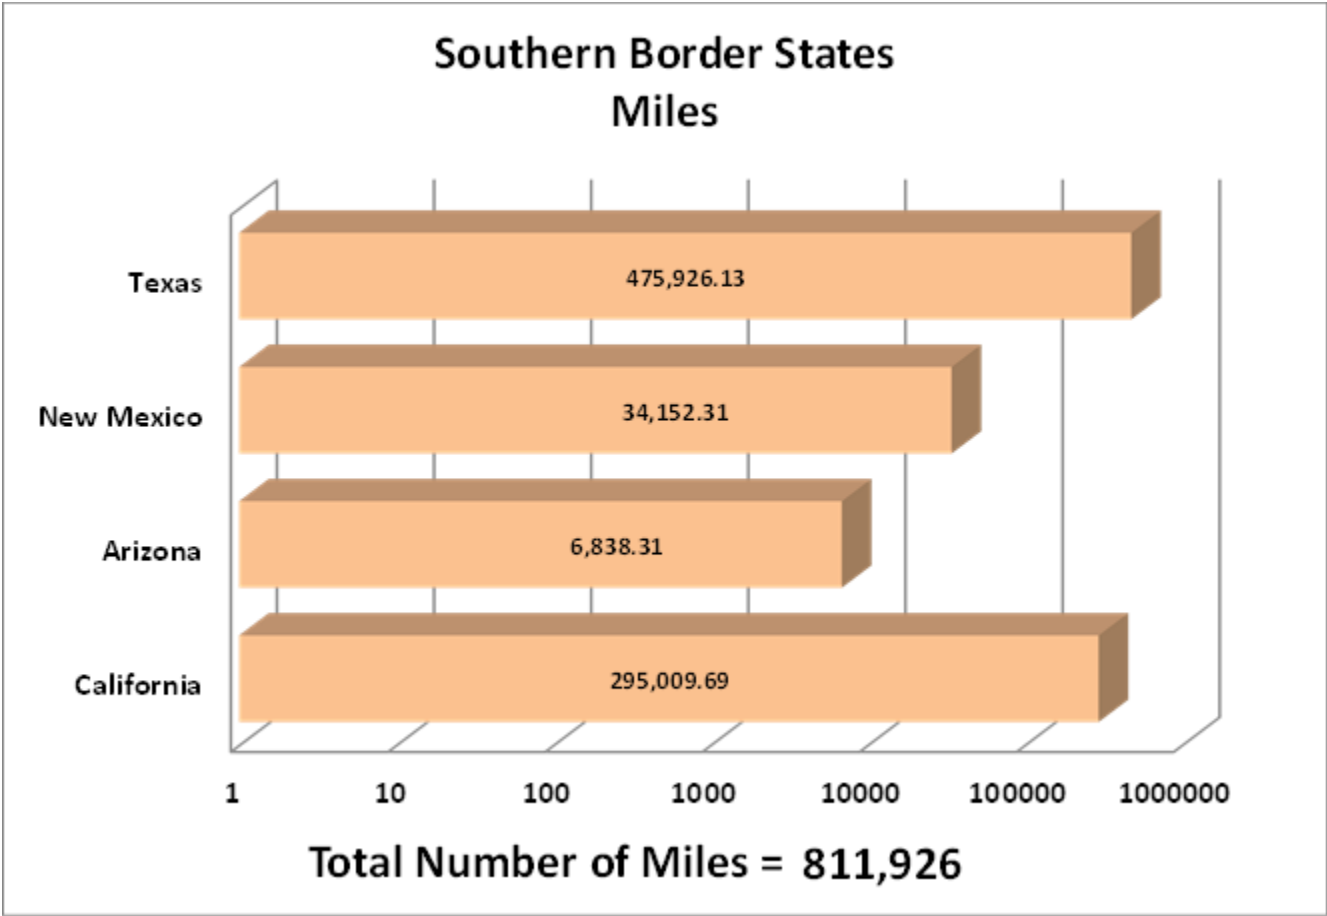 Southern Border States
Miles
Texas
475,926.13
New Mexico
34,152.31
Arizona
6,838.31
California
295,009.69
1 10 100 1000 10000 100000 1000000
Total Number of Miles = 811,926